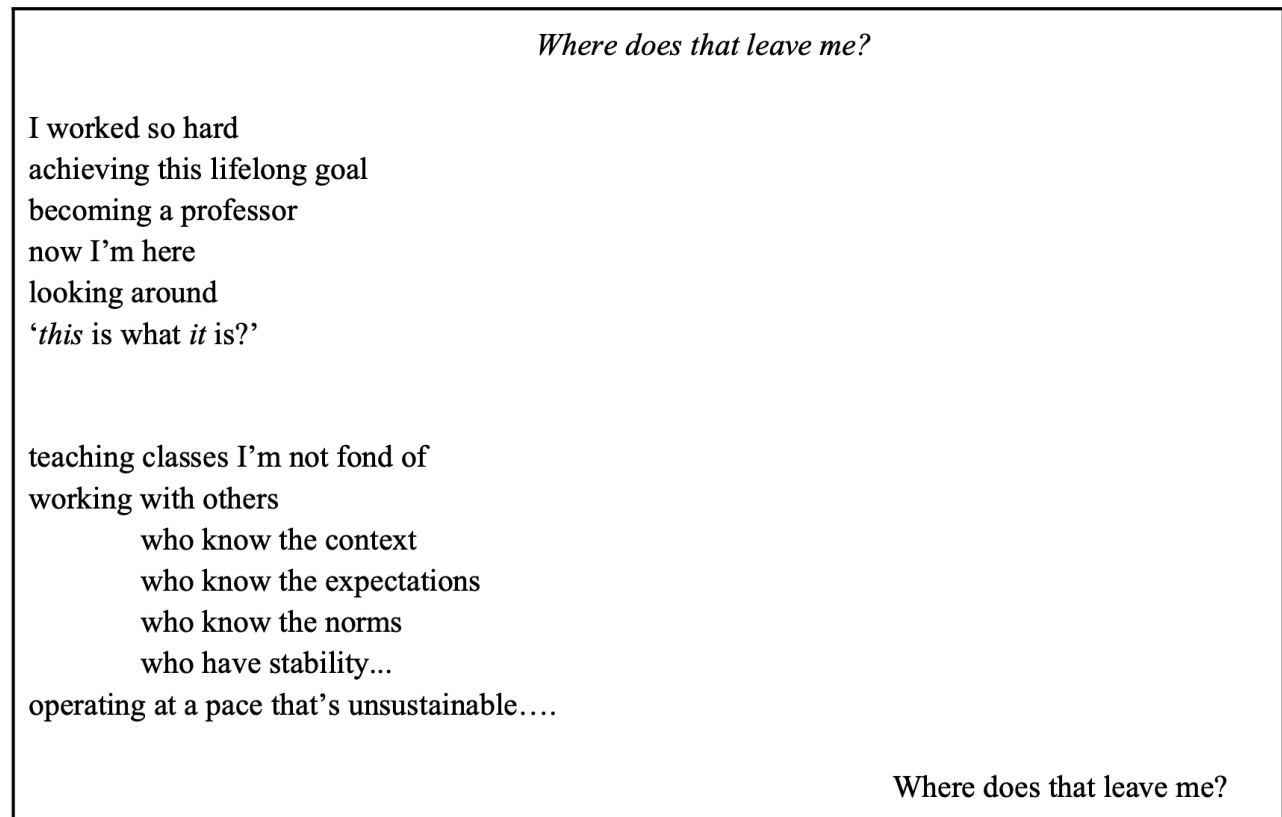 Where does that leave me?
I worked so hard
achieving this lifelong goal
becoming a professor
now I’m here
looking around
‘this is what it is?’
teaching classes I’m not fond of
working with others
who know the context
who know the expectations
who know the norms
who have stability...
operating at a pace that’s unsustainable….
Where does that leave me?